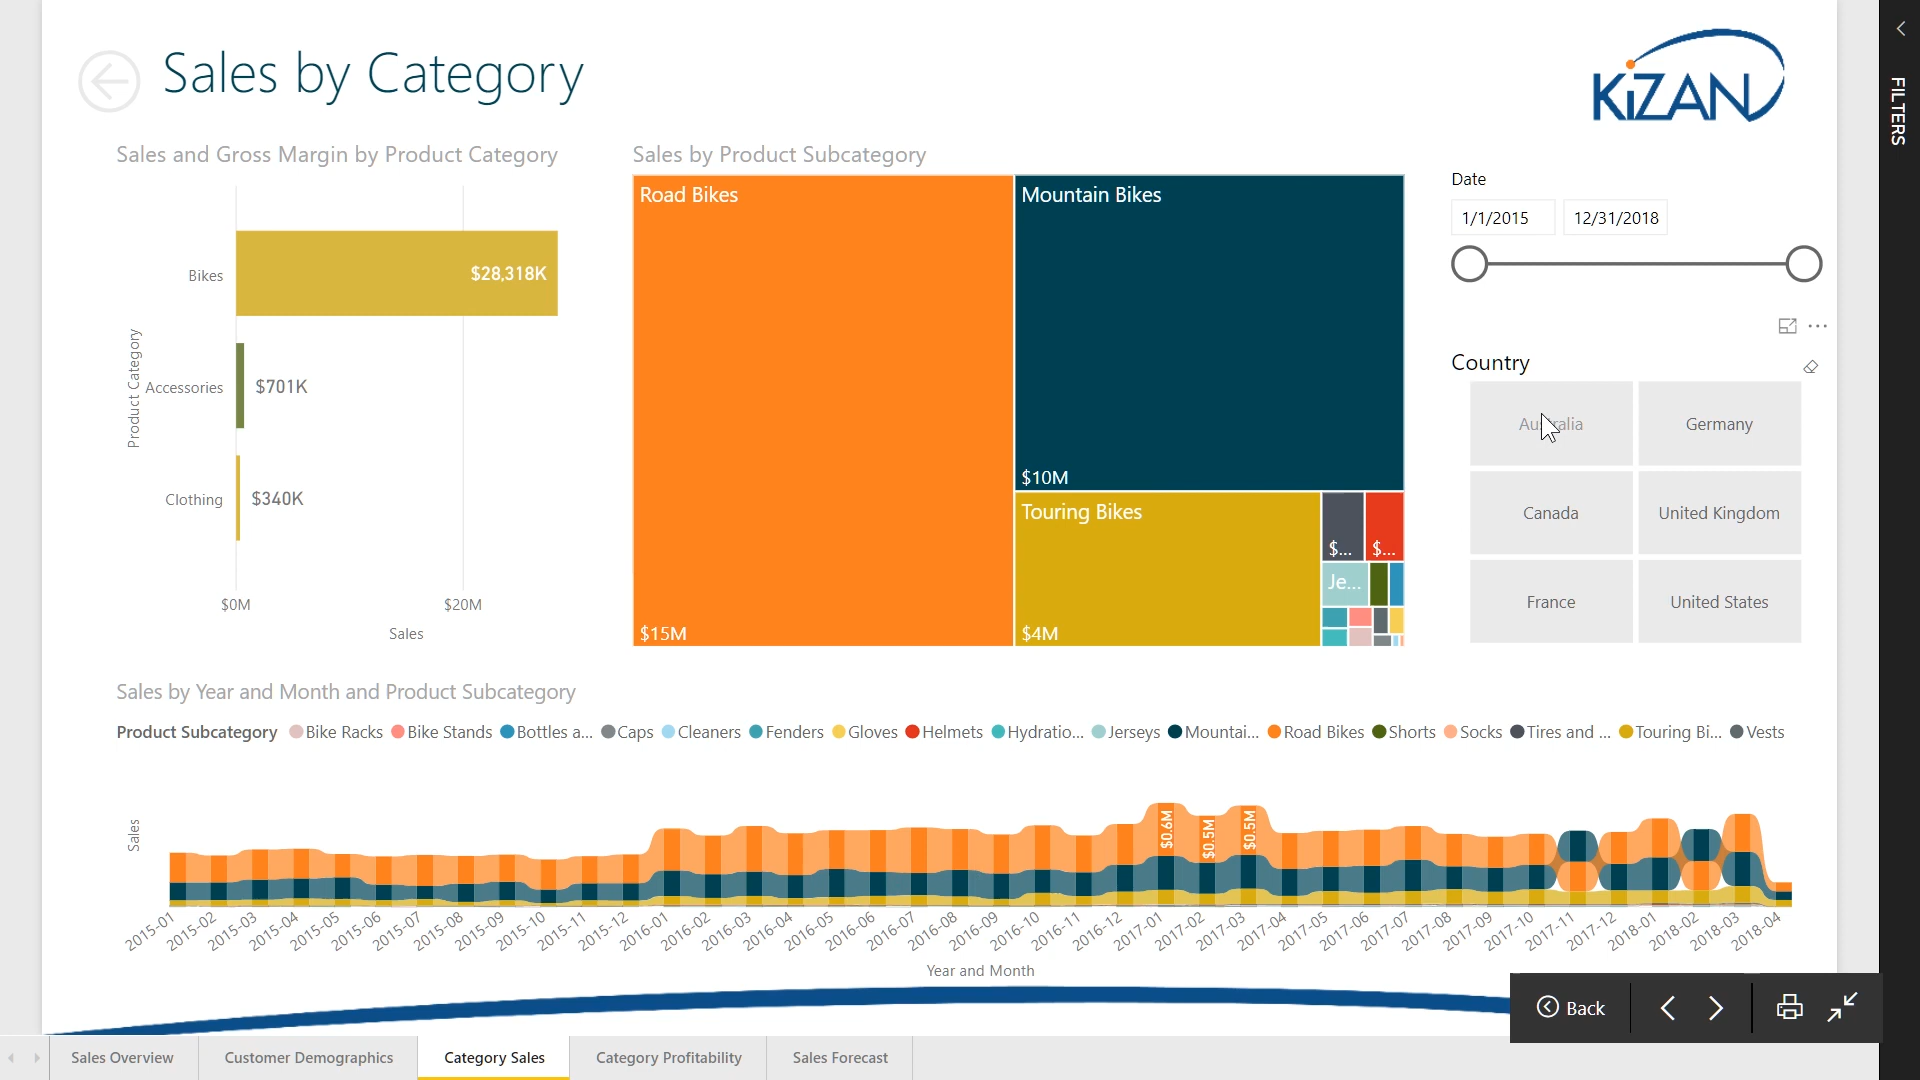 Sales by Category
KiZAN
FILTERS
Sales and Gross Margin by Product Category
Product Category
Bikes
$28,318K
Accessories
$701K
Clothing
$340K
$0M
$20M
Sales
Sales by Product Subcategory
Road Bikes
$15M
Mountain Bikes
$10M
Touring Bikes
$4M
$...
$...
Je...
Date
1/1/2015
12/31/2018
Country
Germany
Canada
United Kingdom
France
United States
Sales by Year and Month and Product Subcategory
Product Subcategory Bike Racks Bike Stands Bottles a... Caps Cleaners Fenders Gloves Helmets Hydratio... Jerseys Mountai... Road Bikes Shorts Socks Tires and ... Touring Bi... Vests
Sales
$0.6M
$0.5M
$0.5M
2015-01 2015-02 2015-03 2015-04 2015-05 2015-06 2015-07 2015-08 2015-09 2015-10 2015-11 2015-12 2016-01 2016-02 2016-03 2016-04 2016-05 2016-06 2016-07 2016-08 2016-09 2016-10 2016-11 2016-12 2017-01 2017-02 2017-03 2017-04 2017-05 2017-06 2017-07 2017-08 2017-09 2017-10 2017-11 2017-12 2018-01 2018-02 2018-03 2018-04
Year and Month
Back
Sales Overview
Customer Demographics
Category Sales
Category Profitability
Sales Forecast